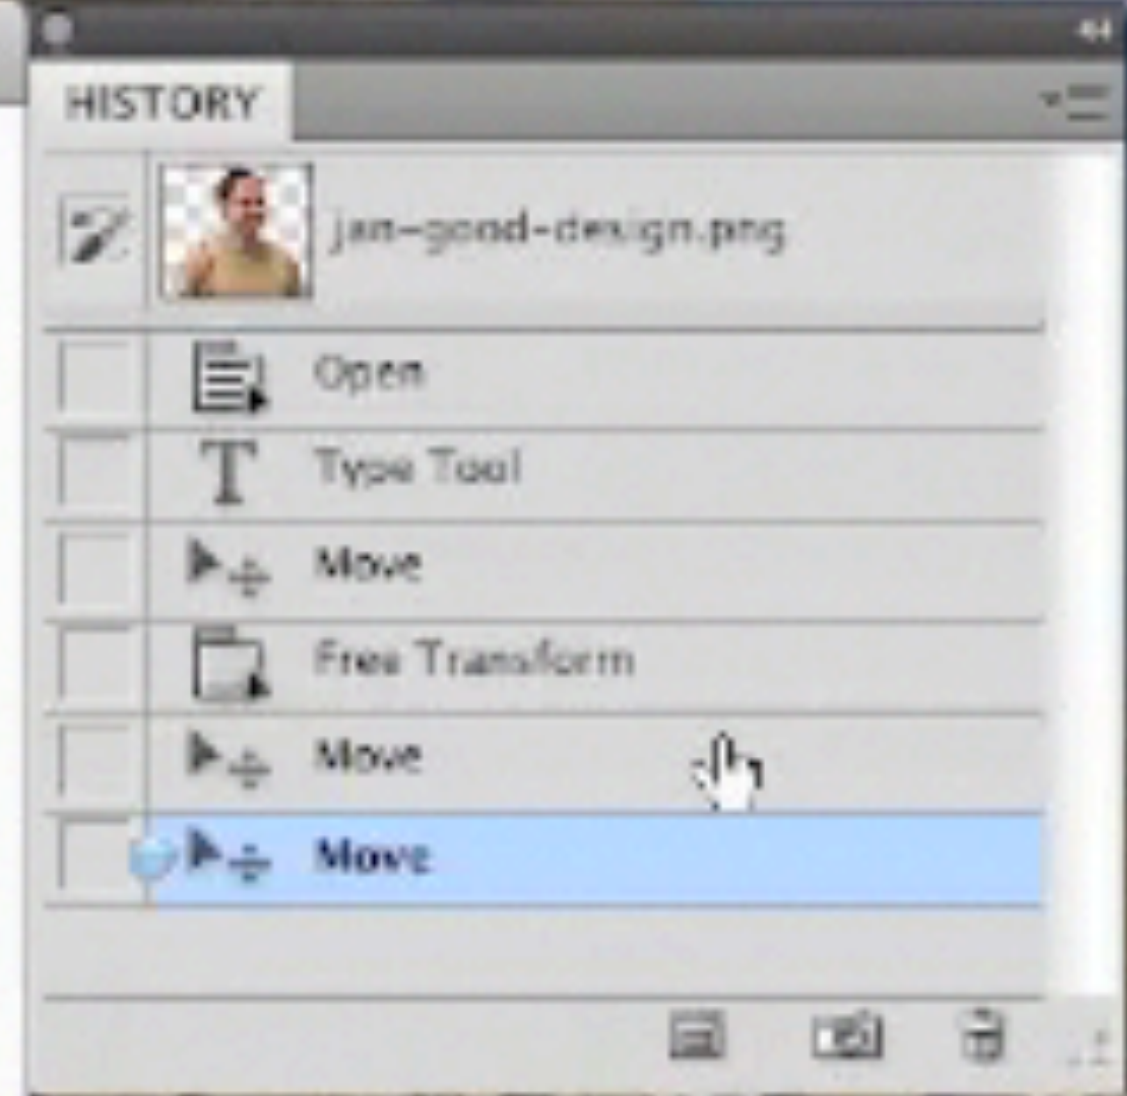 HISTORY
jan-good-design.png
Open
Type Tool
Move
Free Transform
Move
Move